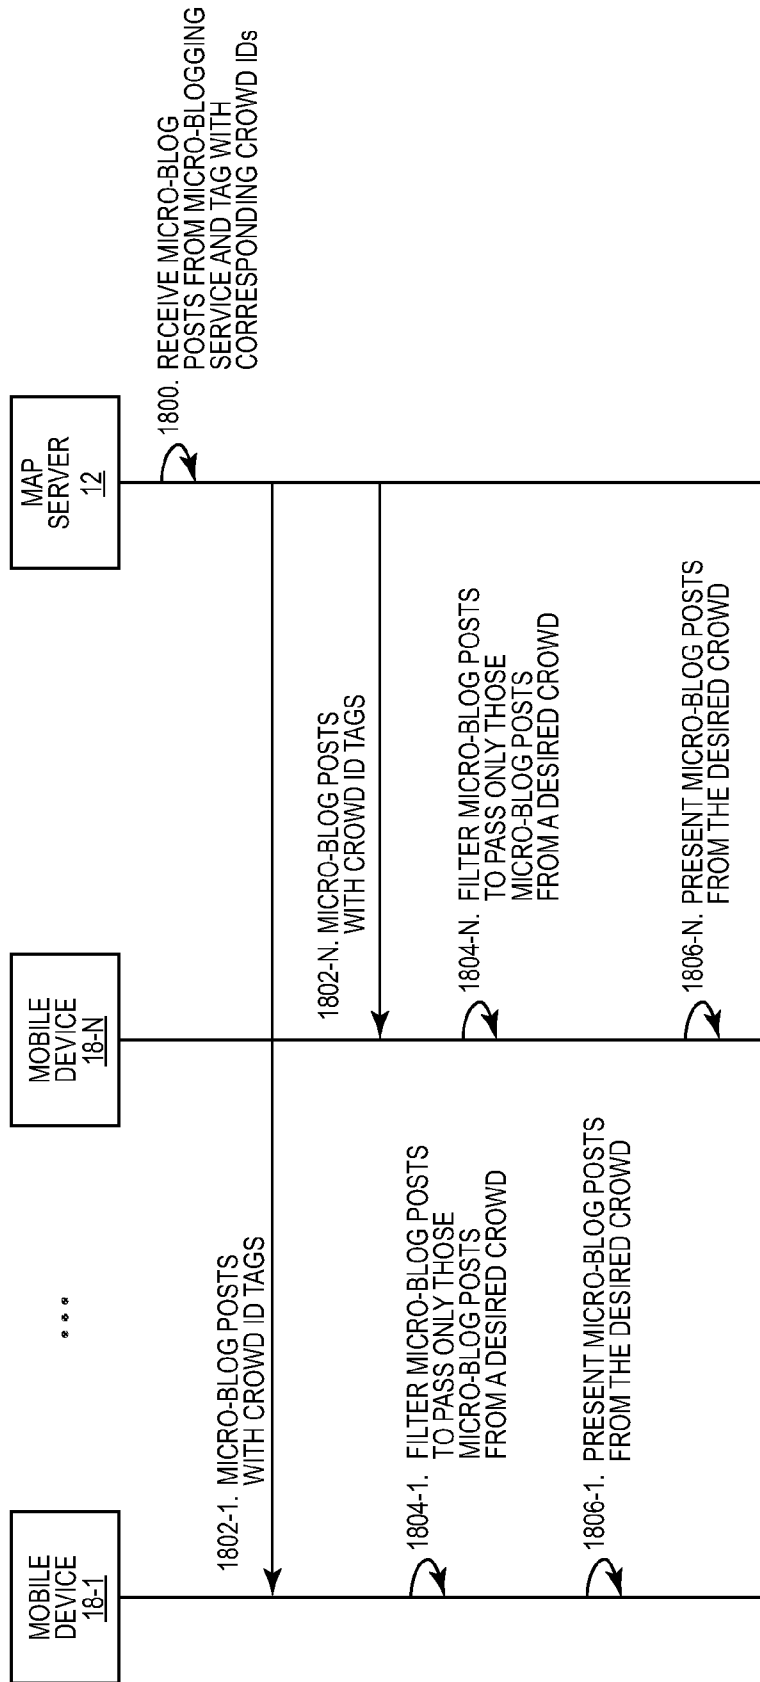 MOBILE
DEVICE
18-1
MOBILE
DEVICE
18-N
MAP
SERVER
12
1800. RECEIVE MICRO-BLOG
POSTS FROM MICRO-BLOGGING
SERVICE AND TAG WITH
CORRESPONDING CROWD IDs
1802-1. MICRO-BLOG POSTS
WITH CROWD ID TAGS
1802-N. MICRO-BLOG POSTS
WITH CROWD ID TAGS
1804-1. FILTER MICRO-BLOG POSTS
TO PASS ONLY THOSE
MICRO-BLOG POSTS
FROM A DESIRED CROWD
1804-N. FILTER MICRO-BLOG POSTS
TO PASS ONLY THOSE
MICRO-BLOG POSTS
FROM A DESIRED CROWD
1806-1. PRESENT MICRO-BLOG POSTS
FROM THE DESIRED CROWD
1806-N. PRESENT MICRO-BLOG POSTS
FROM THE DESIRED CROWD